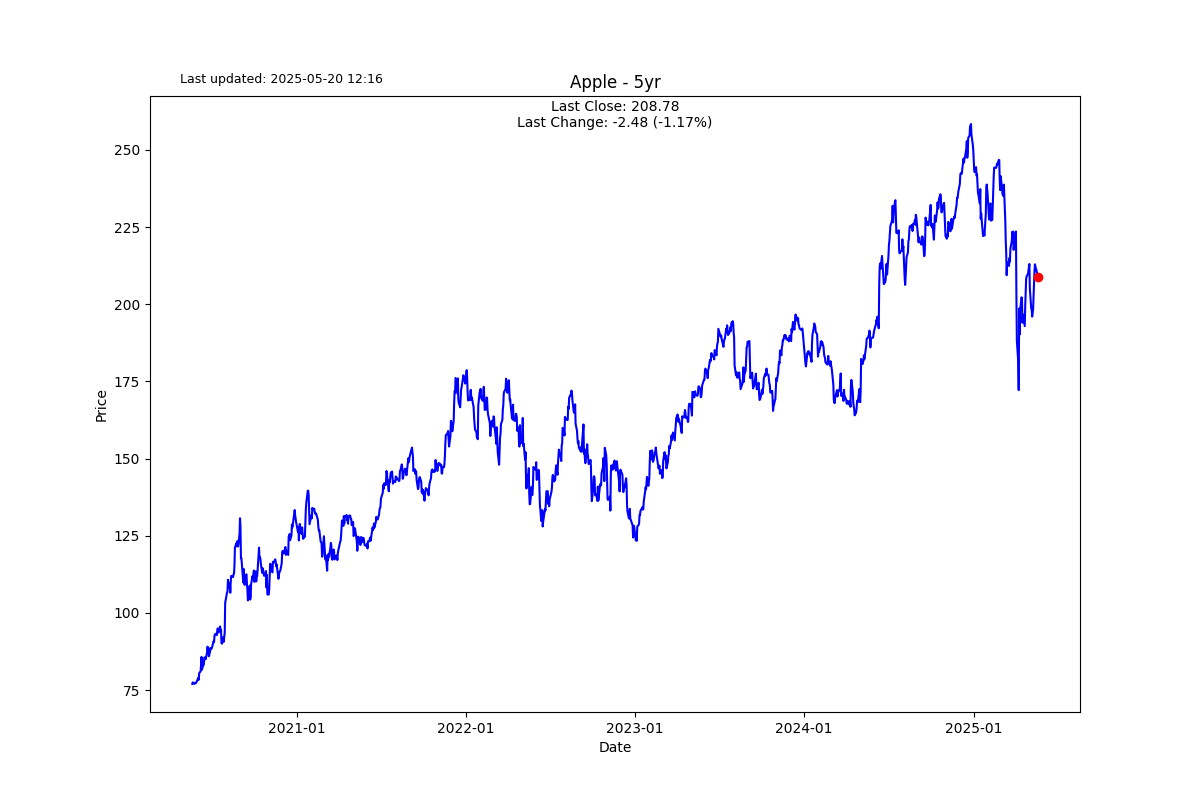 Last updated: 2025-05-20 12:16
Apple - 5yr
Last Close: 208.78
Last Change: -2.48 (-1.17%)
250
225
200
175
150
125
100
75
Price
2021-01
2022-01
2023-01
2024-01
2025-01
Date